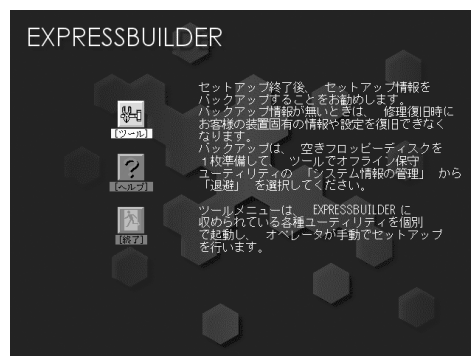 EXPRESSBUILDER
セットアップ終了後、 セットアップ情報を
バックアップすることをお勧めします。
バックアップ情報が無いときは、 修理復旧時に
お客様の装置固有の情報や設定を復旧できなく
なります。
バックアップは、 空きフロッピーディスクを
1枚準備して、 ツールでオフライン保守
ユーティリティの 「システム情報の管理」 から
「退避」 を選択してください。
[ツール]
[ヘルプ]
[終了]
ツールメニューは、 EXPRESSBUILDER に
収められている各種ユーティリティを個別
で起動し、 オペレータが手動でセットアップ
を行います。